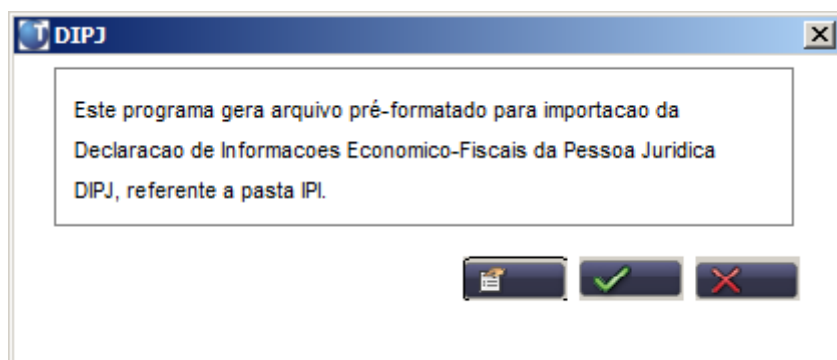 DIPJ
Este programa gera arquivo pré-formatado para importacao da
Declaracao de Informacoes Economico-Fiscais da Pessoa Juridica
DIPJ, referente a pasta IPI.